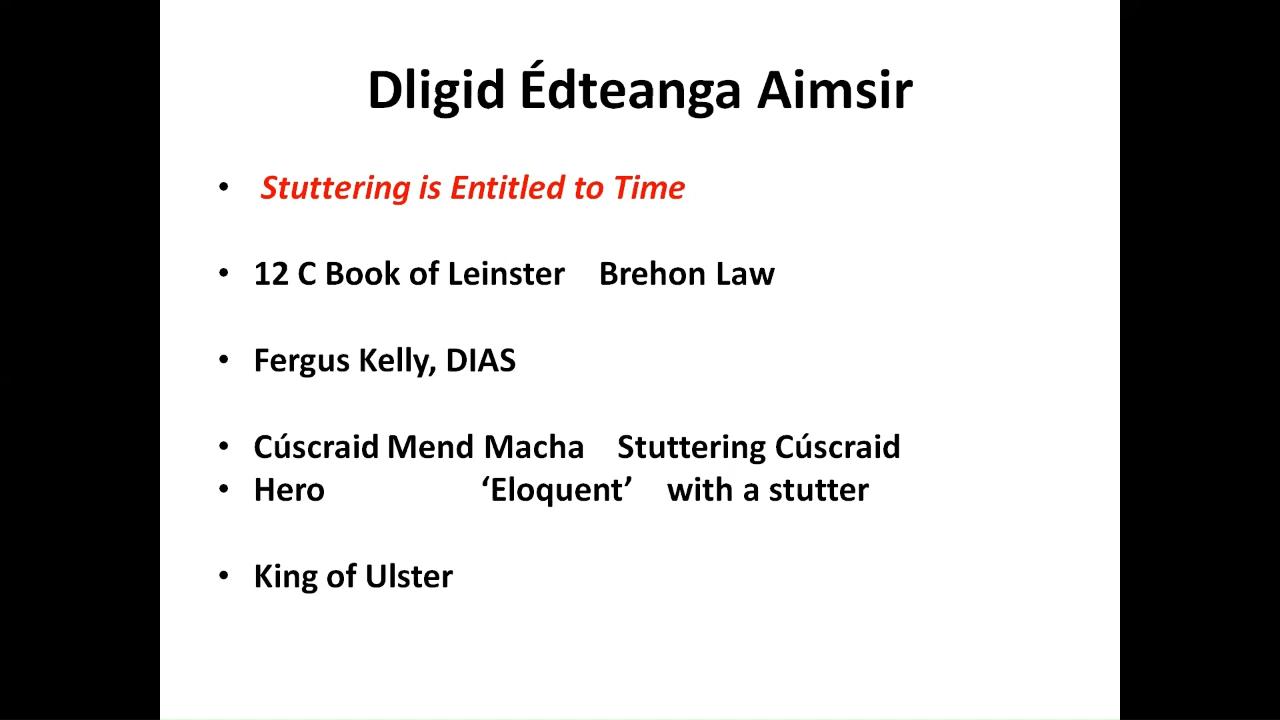 Dligid Édteanga Aimsir
• Stuttering is Entitled to Time
• 12 C Book of Leinster Brehon Law
• Fergus Kelly, DIAS
• Cúscraid Mend Macha Stuttering Cúscraid
• Hero ‘Eloquent’ with a stutter
• King of Ulster